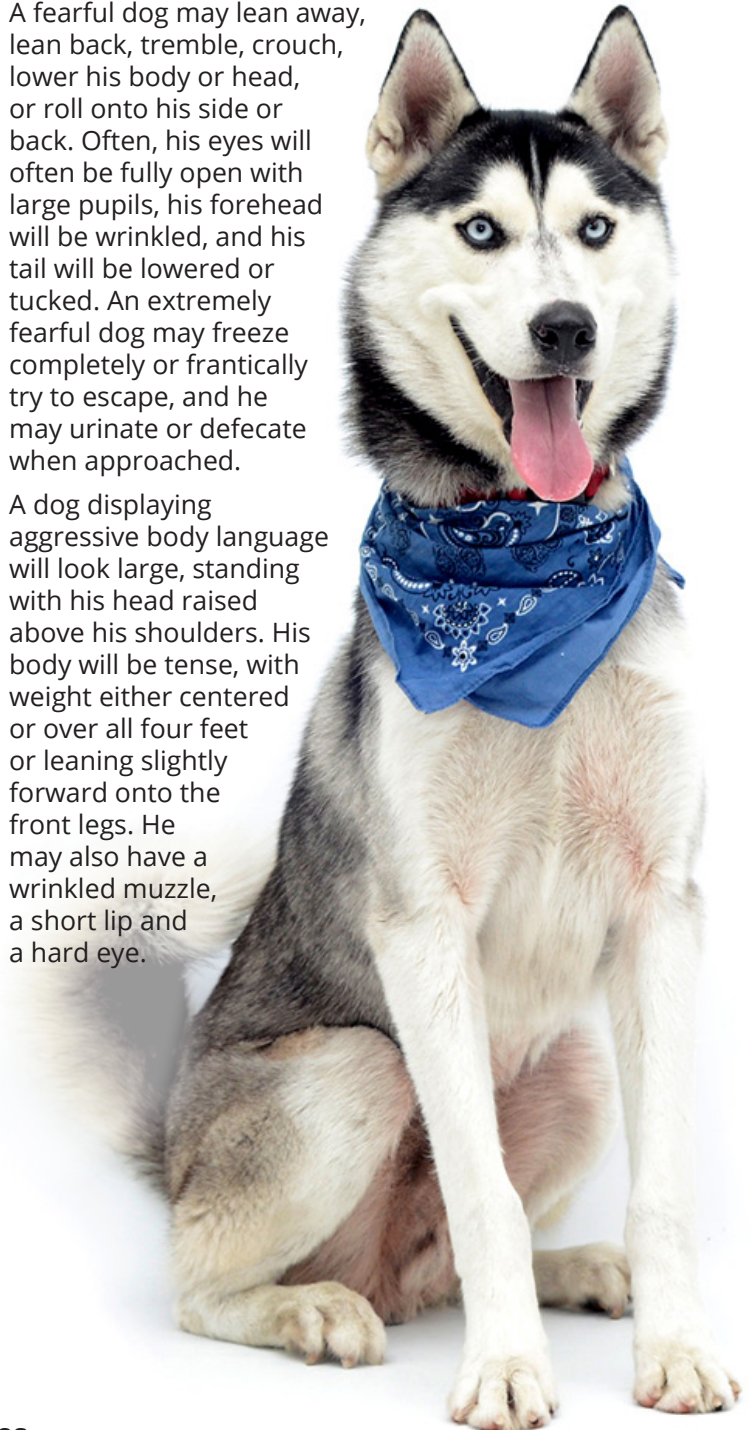 A fearful dog may lean away,
lean back, tremble, crouch,
lower his body or head,
or roll onto his side or
back. Often, his eyes will
often be fully open with
large pupils, his forehead
will be wrinkled, and his
tail will be lowered or
tucked. An extremely
fearful dog may freeze
completely or frantically
try to escape, and he
may urinate or defecate
when approached.
A dog displaying
aggressive body language
will look large, standing
with his head raised
above his shoulders. His
body will be tense, with
weight either centered
or over all four feet
or leaning slightly
forward onto the
front legs. He
may also have a
wrinkled muzzle,
a short lip and
a hard eye.